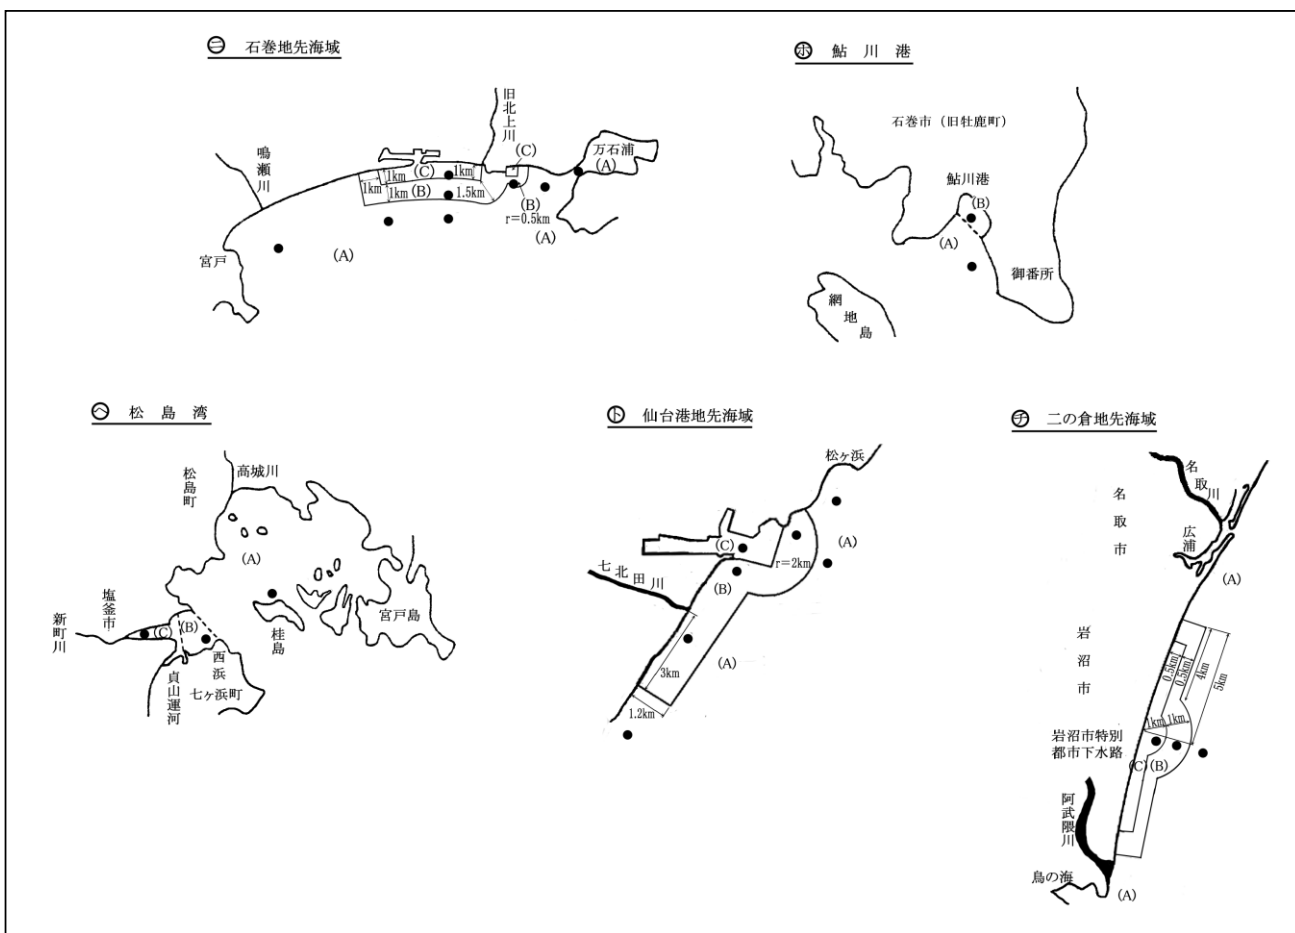 ㊁ 石巻地先海域
旧北上川
(C)
万石浦
(A)
鳴瀬川
1km
1km
(C)
1km
1km
(B)
1.5km
(B)
r=0.5km
(A)
(A)
宮戸
㋭ 鮎川港
石巻市(旧牡鹿町)
鮎川港
(B)
(A)
御番所
網地島
㋬ 松島湾
松島町
高城川
(A)
塩釜市
新町川
(C)
(B)
西浜
桂島
宮戸島
貞山運河
七ヶ浜町
㋣ 仙台港地先海域
松ヶ浜
(C)
(A)
r=2km
七北田川
(B)
(A)
3km
1.2km
㋠ 二の倉地先海域
名取川
名取市
広浦
(A)
岩沼市
0.5km
0.5km
4km
5km
1km
1km
岩沼市特別
都市下水路
(C)
(B)
阿武隈川
鳥の海
(A)